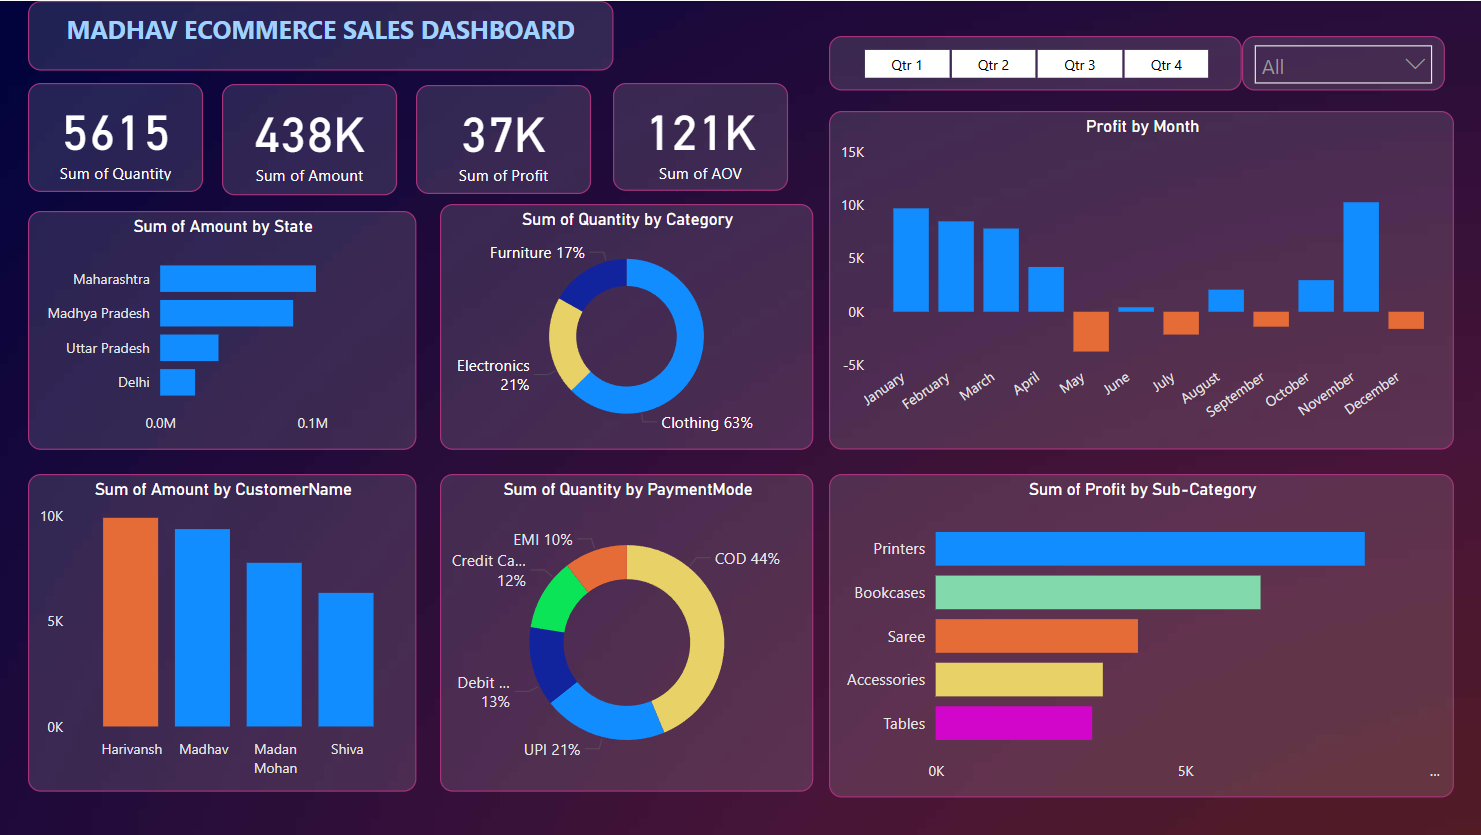 MADHAV ECOMMERCE SALES DASHBOARD
Qtr 1
Qtr 2
Qtr 3
Qtr 4
All
5615
Sum of Quantity
438K
Sum of Amount
37K
Sum of Profit
121K
Sum of AOV
Sum of Amount by State
Maharashtra
Madhya Pradesh
Uttar Pradesh
Delhi
0.0M
0.1M
Sum of Quantity by Category
Furniture 17%
Electronics
21%
Clothing 63%
Profit by Month
15K
10K
5K
0K
-5K
January
February
March
April
May
June
July
August
September
October
November
December
Sum of Amount by CustomerName
10K
5K
0K
Harivansh
Madhav
Madan
Mohan
Shiva
Sum of Quantity by PaymentMode
EMI 10%
Credit Ca...
12%
Debit ...
13%
UPI 21%
COD 44%
Sum of Profit by Sub-Category
Printers
Bookcases
Saree
Accessories
Tables
0K
5K
...